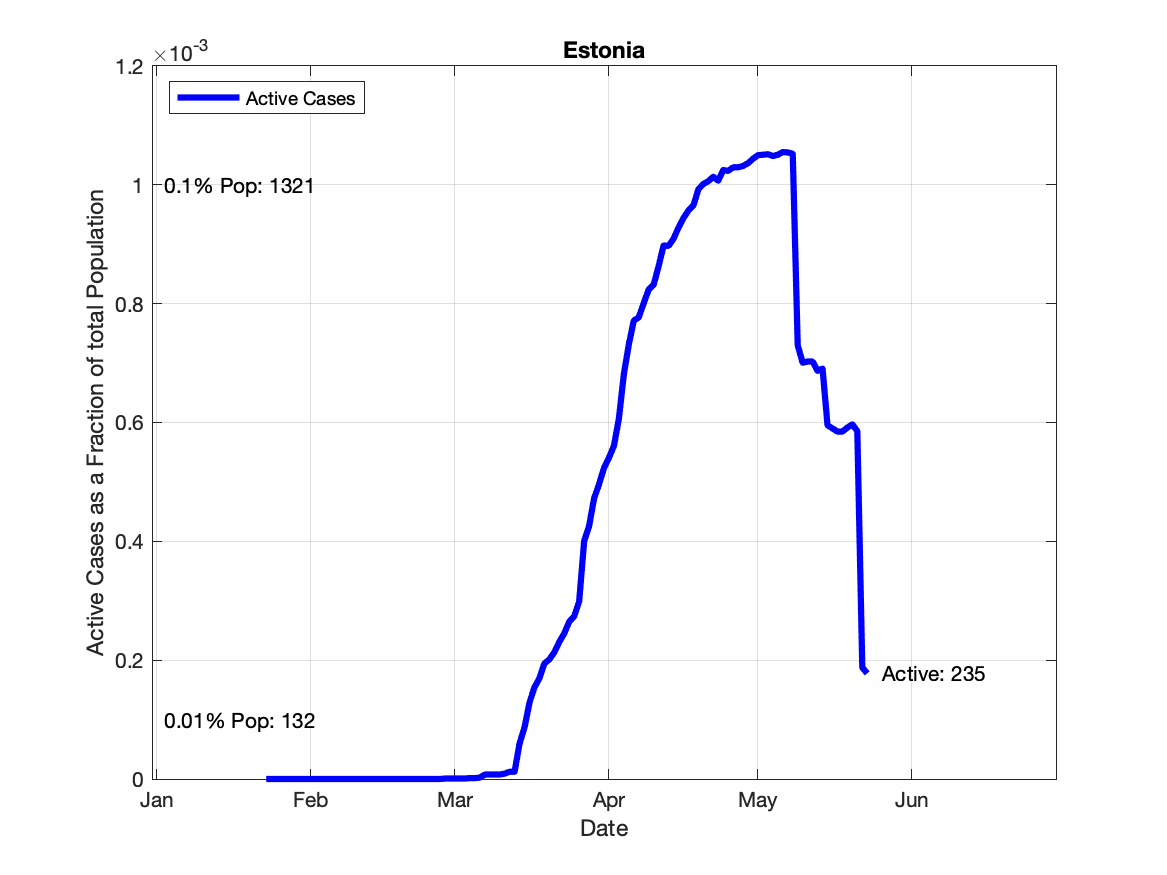 Estonia
×10-3
1.2
Active Cases
1
0.1% Pop: 1321
0.8
0.6
0.4
0.2
Active: 235
0.01% Pop: 132
0
Jan Feb Mar Apr May Jun
Date
Active Cases as a Fraction of total Population